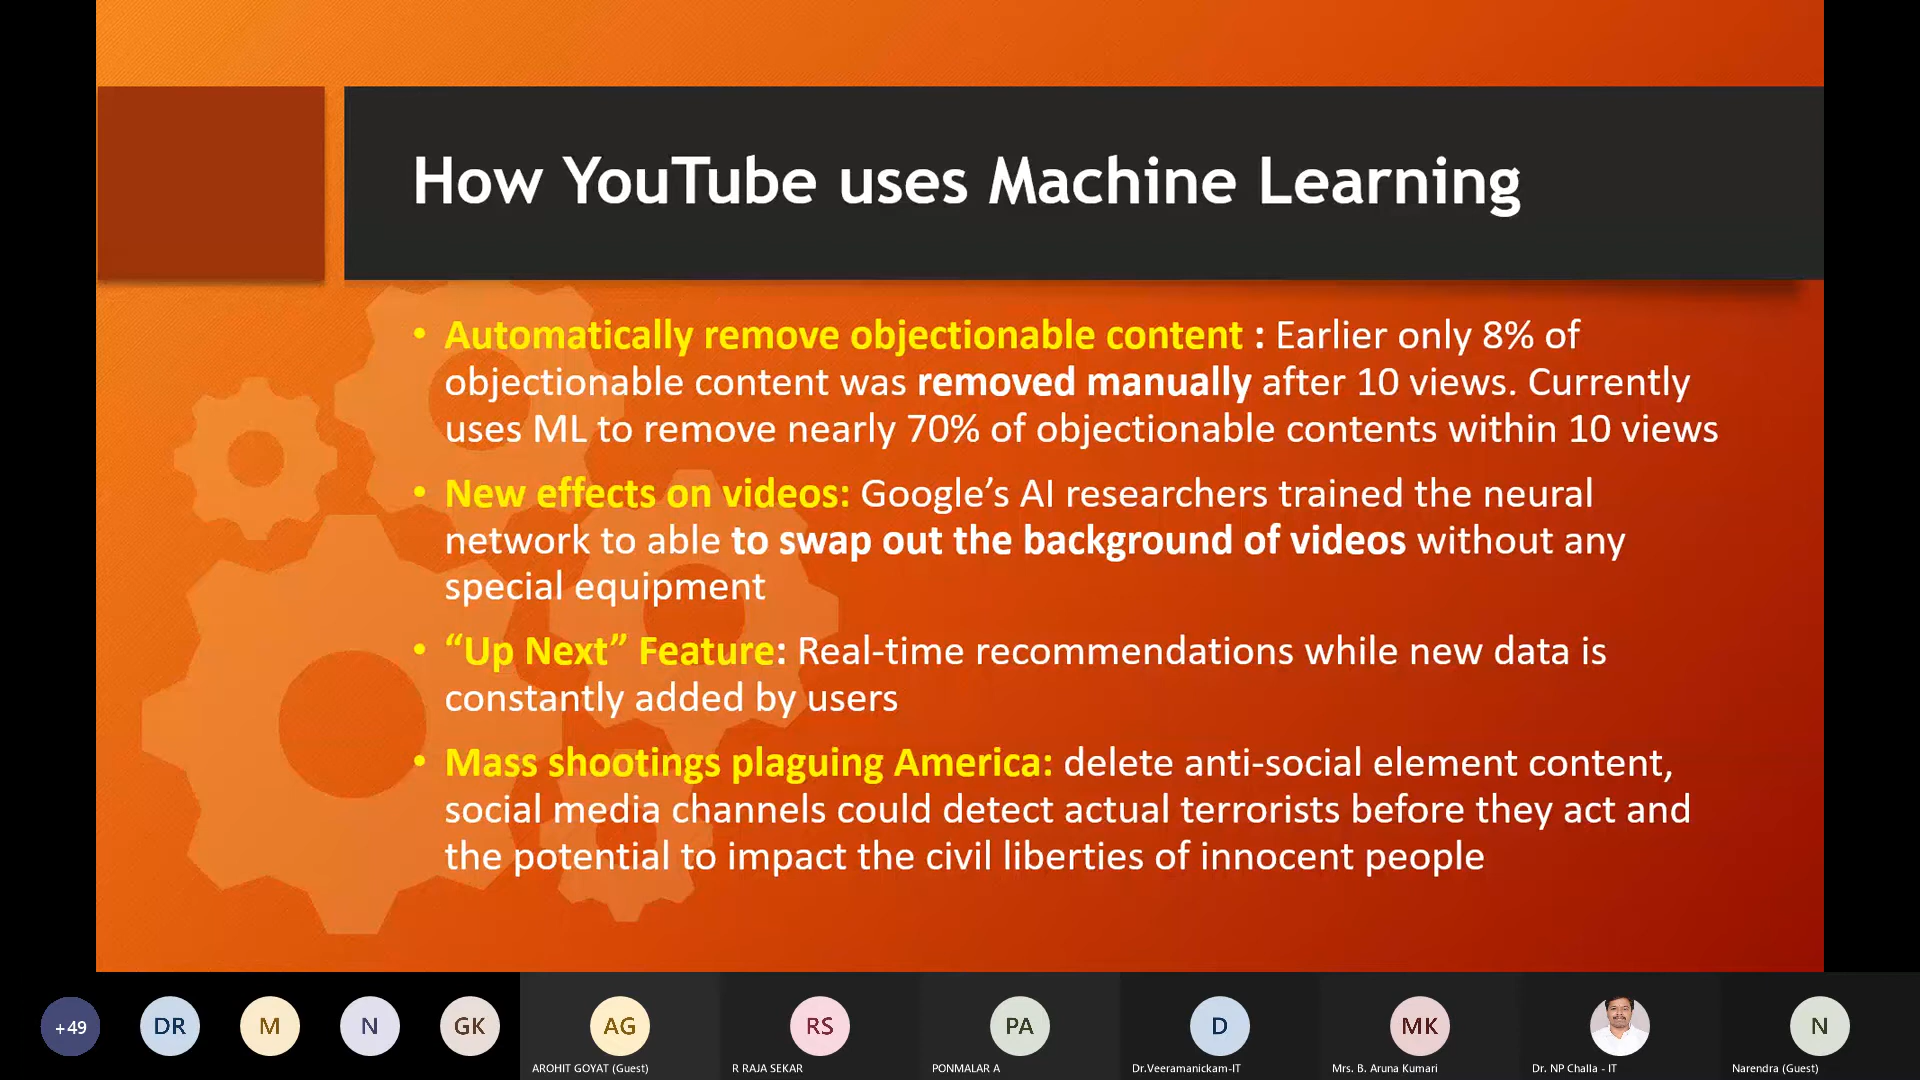 How YouTube uses Machine Learning
• Automatically remove objectionable content : Earlier only 8% of
objectionable content was removed manually after 10 views. Currently
uses ML to remove nearly 70% of objectionable contents within 10 views
• New effects on videos: Google’s AI researchers trained the neural
network to able to swap out the background of videos without any
special equipment
• “Up Next” Feature: Real-time recommendations while new data is
constantly added by users
• Mass shootings plaguing America: delete anti-social element content,
social media channels could detect actual terrorists before they act and
the potential to impact the civil liberties of innocent people
+49 DR M N GK AG RS PA D MK N
AROHIT GOYAT (Guest) R RAJA SEKAR PONMALAR A Dr.Veeramanickam-IT Mrs. B. Aruna Kumari Dr. NP Challa - IT Narendra (Guest)